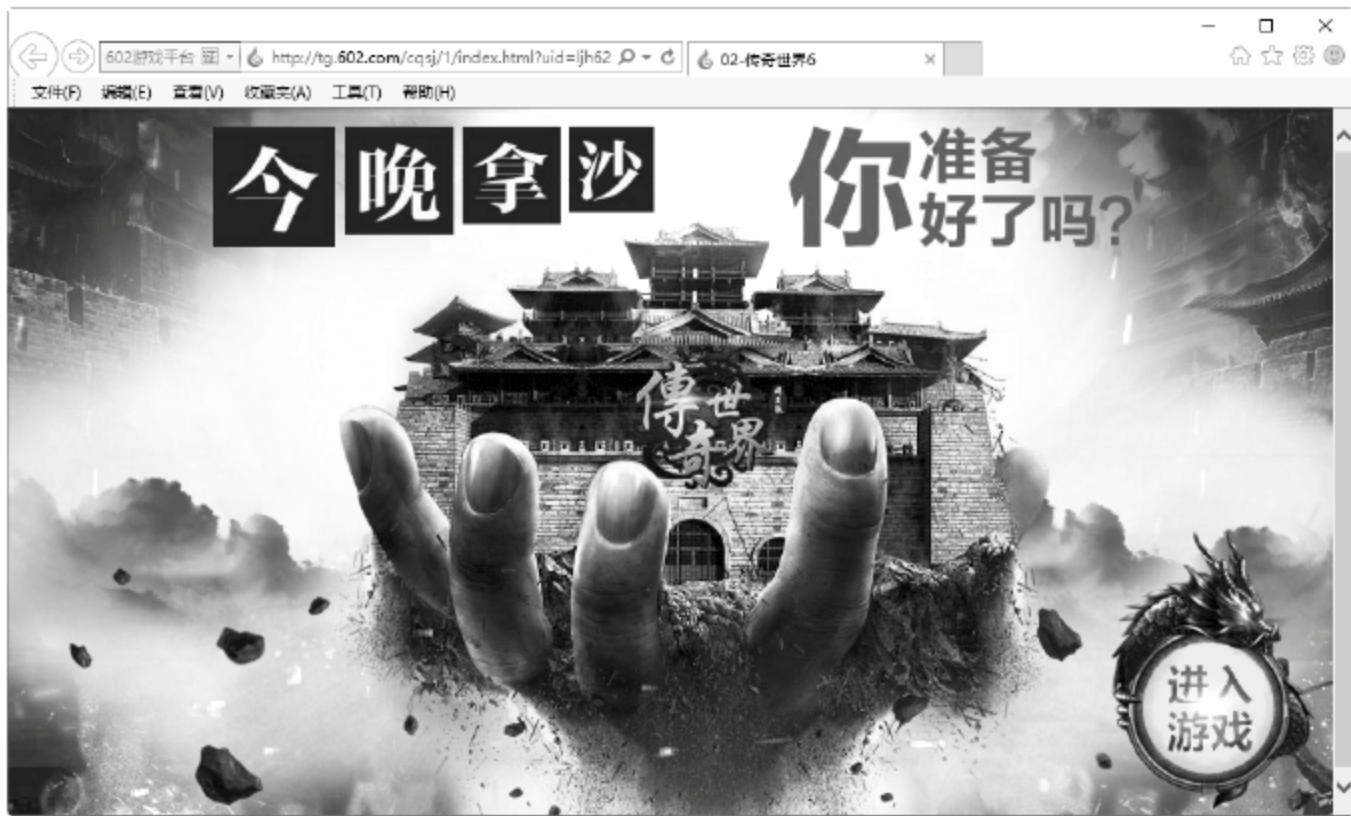 602游戏平台
http://tg.602.com/cqsj/1/index.html?uid=ljh62
02-传奇世界6
文件(F) 编辑(E) 查看(V) 收藏夹(A) 工具(T) 帮助(H)
今晚拿沙
你准备
好了吗?
傳奇世界
进入
游戏